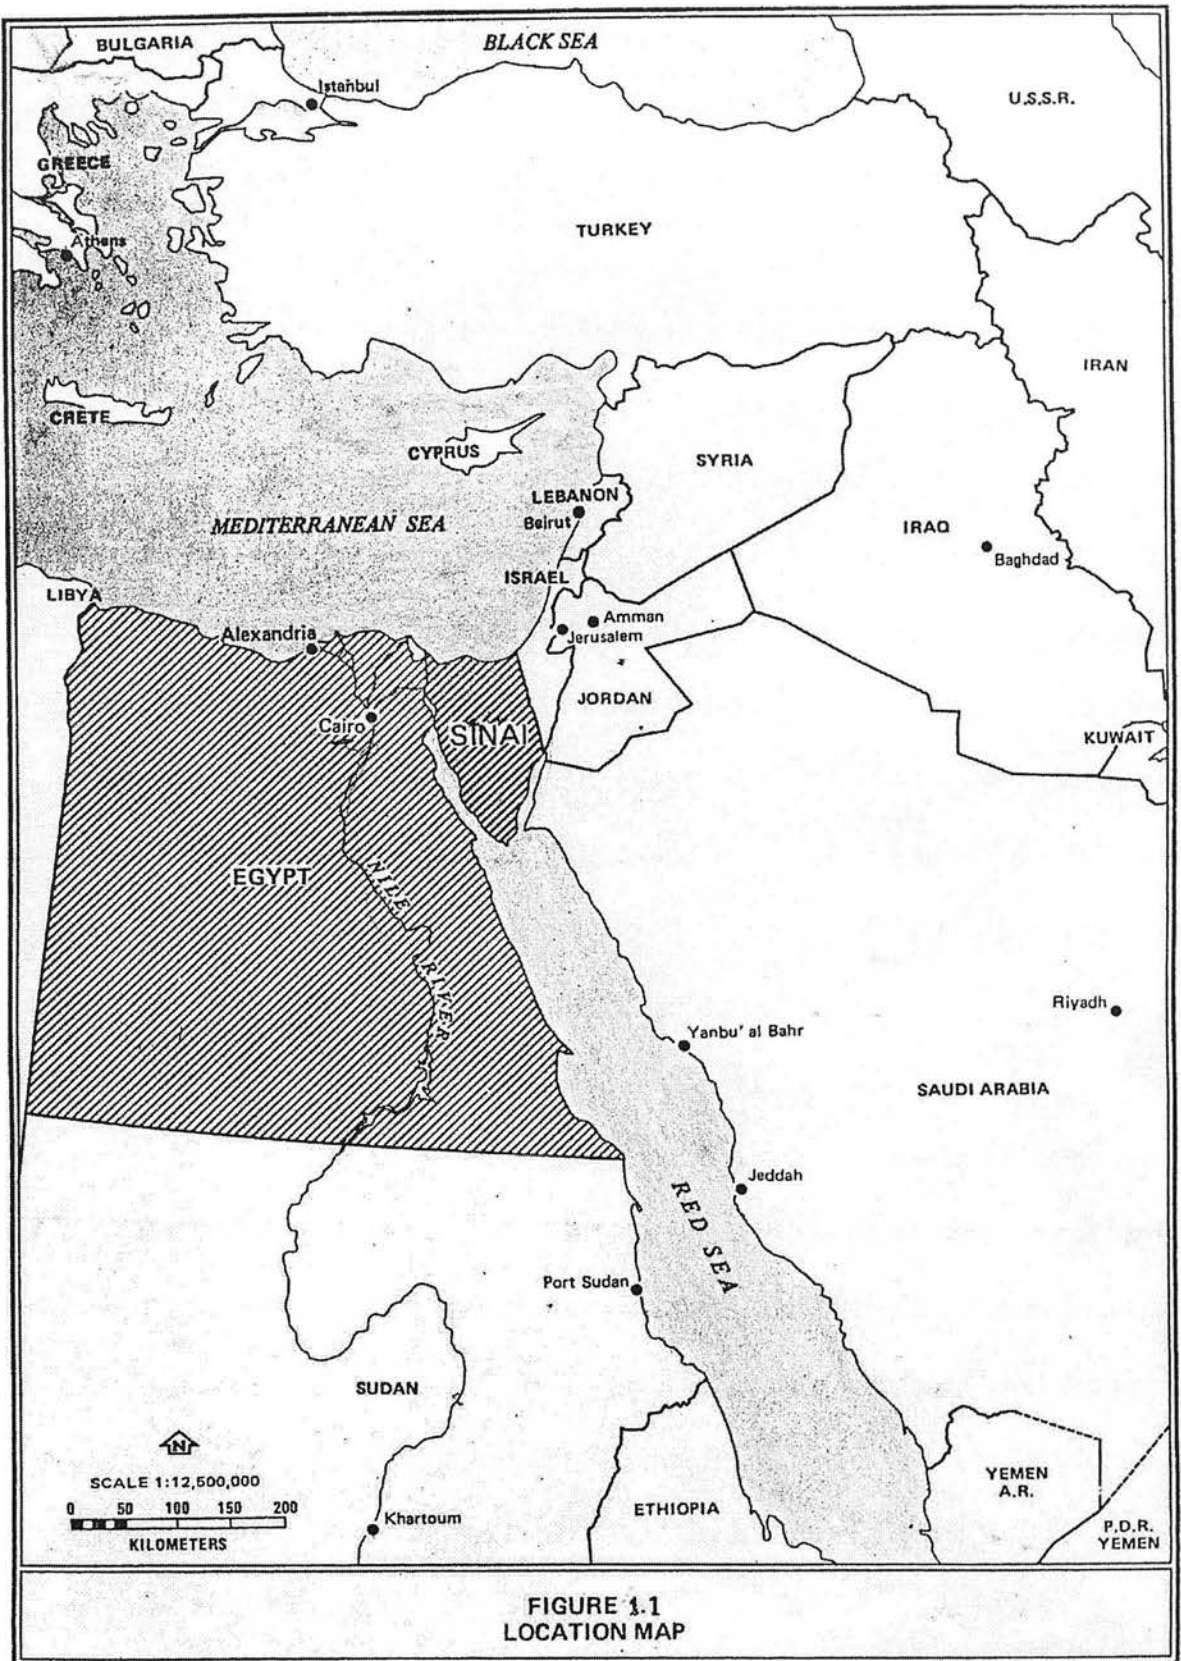 BULGARIA
BLACK SEA
Istanbul
U.S.S.R.
GREECE
Athens
TURKEY
IRAN
CRETE
CYPRUS
SYRIA
LEBANON
Beirut
MEDITERRANEAN SEA
IRAQ
Baghdad
ISRAEL
LIBYA
Amman
Jerusalem
Alexandria
JORDAN
Cairo
SINAI
KUWAIT
EGYPT
NILE RIVER
Riyadh
Yanbu' al Bahr
SAUDI ARABIA
Jeddah
RED SEA
Port Sudan
SUDAN
N
SCALE 1:12,500,000
0 50 100 150 200
KILOMETERS
Khartoum
ETHIOPIA
YEMEN
A.R.
P.D.R.
YEMEN
FIGURE 1.1
LOCATION MAP